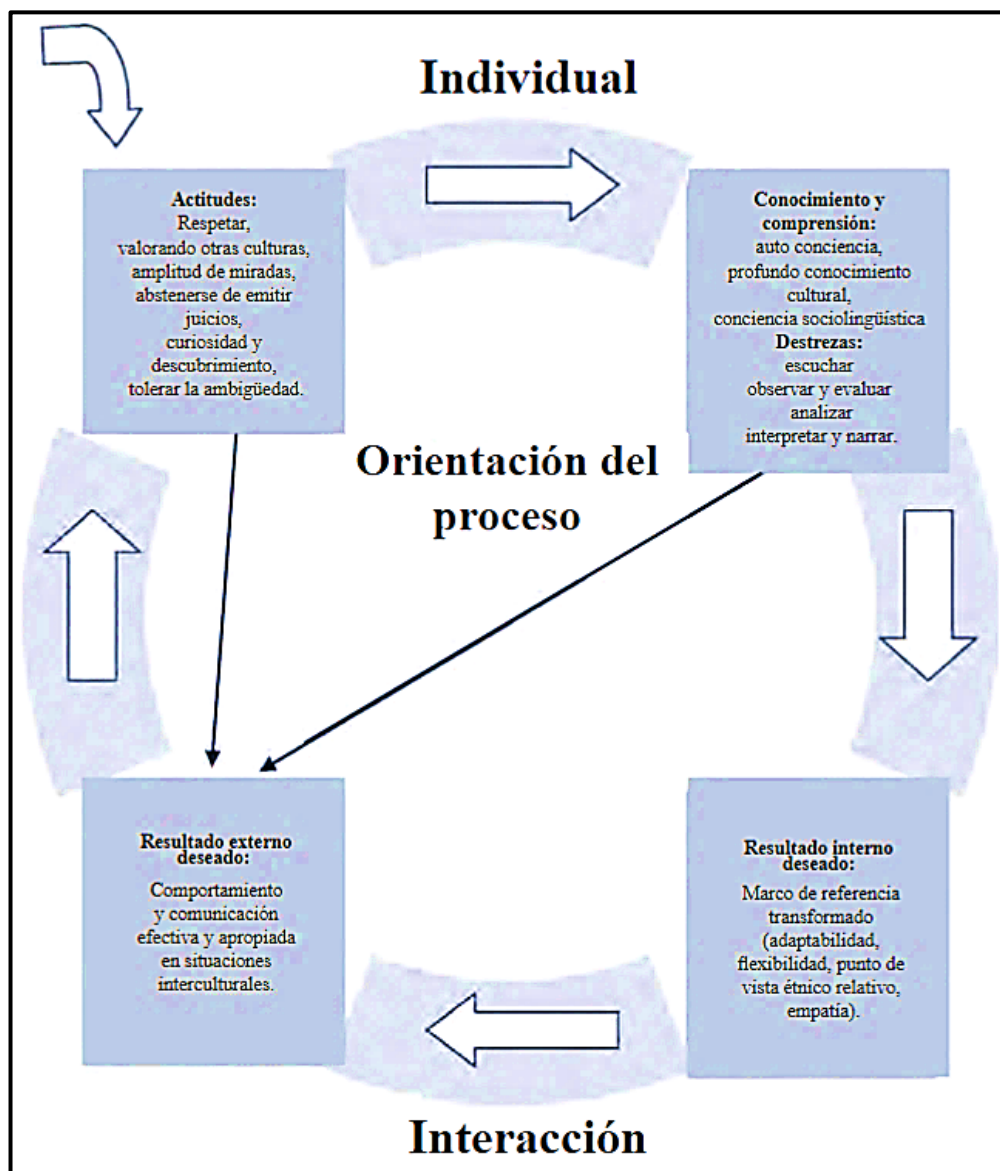 Individual
Actitudes:
Respetar,
valorando otras culturas,
amplitud de miradas,
abstenerse de emitir
juicios,
curiosidad y
descubrimiento,
tolerar la ambigüedad.
Conocimiento y
comprensión:
auto conciencia,
profundo conocimiento
cultural,
conciencia sociolingüística
Destrezas:
escuchar
observar y evaluar
analizar
interpretar y narrar.
Orientación del
proceso
Resultado externo
deseado:
Comportamiento
y comunicación
efectiva y apropiada
en situaciones
interculturales.
Resultado interno
deseado:
Marco de referencia
transformado
(adaptabilidad,
flexibilidad, punto de
vista étnico relativo,
empatía).
Interacción